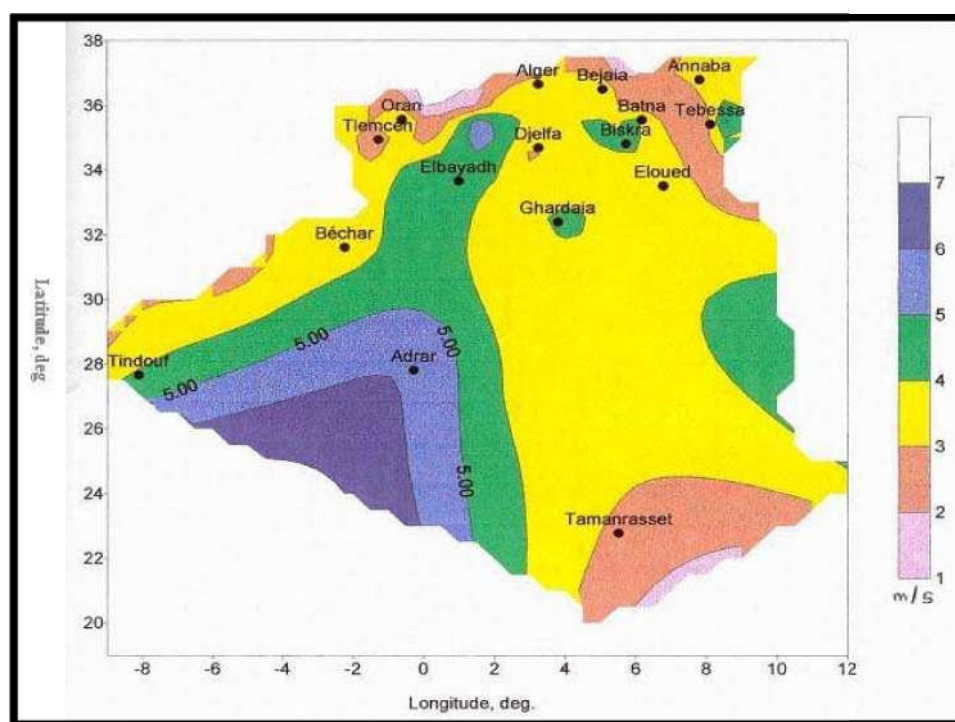 38
36
34
32
30
28
26
24
22
20
Latitude, deg
Alger
Bejaia
Annaba
Oran
Batna
Tebessa
Tlemcen
Djelfa
Biskra
Elbayadh
Eloued
Ghardaja
Béchar
5.00
5.00
Tindouf
Adrar
5.00
5.00
Tamanrasset
-8
-6
-4
-2
0
2
4
6
8
10
12
Longitude, deg.
7
6
5
4
3
2
1
m/s